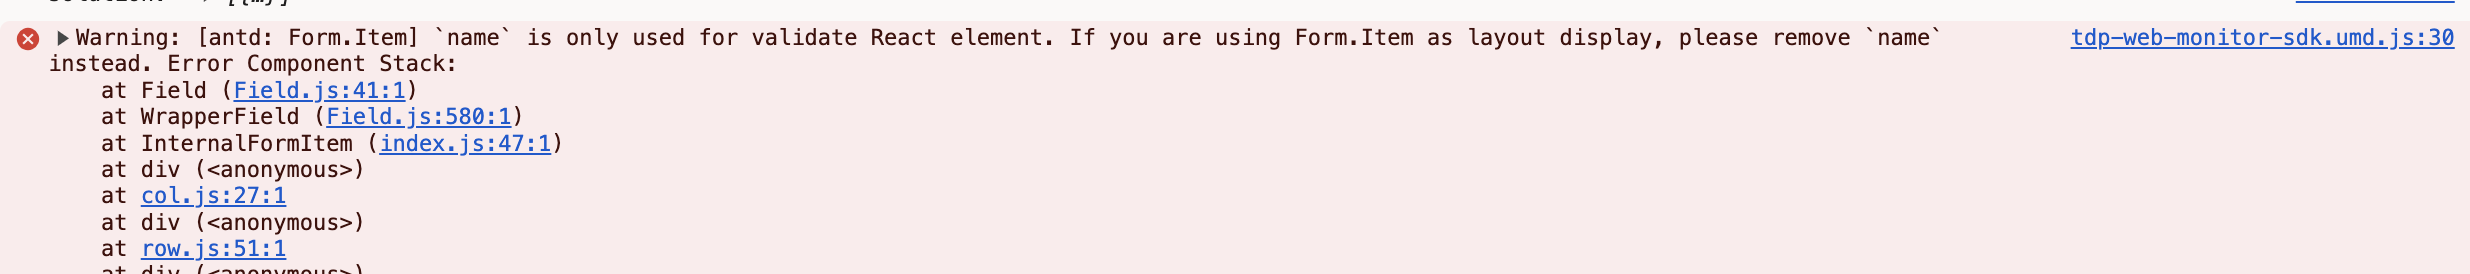 Warning: [antd: Form.Item] `name` is only used for validate React element. If you are using Form.Item as layout display, please remove `name` tdp-web-monitor-sdk.umd.js:30
instead. Error Component Stack:
at Field (Field.js:41:1)
at WrapperField (Field.js:580:1)
at InternalFormItem (index.js:47:1)
at div (<anonymous>)
at col.js:27:1
at div (<anonymous>)
at row.js:51:1
at div (<anonymous>)